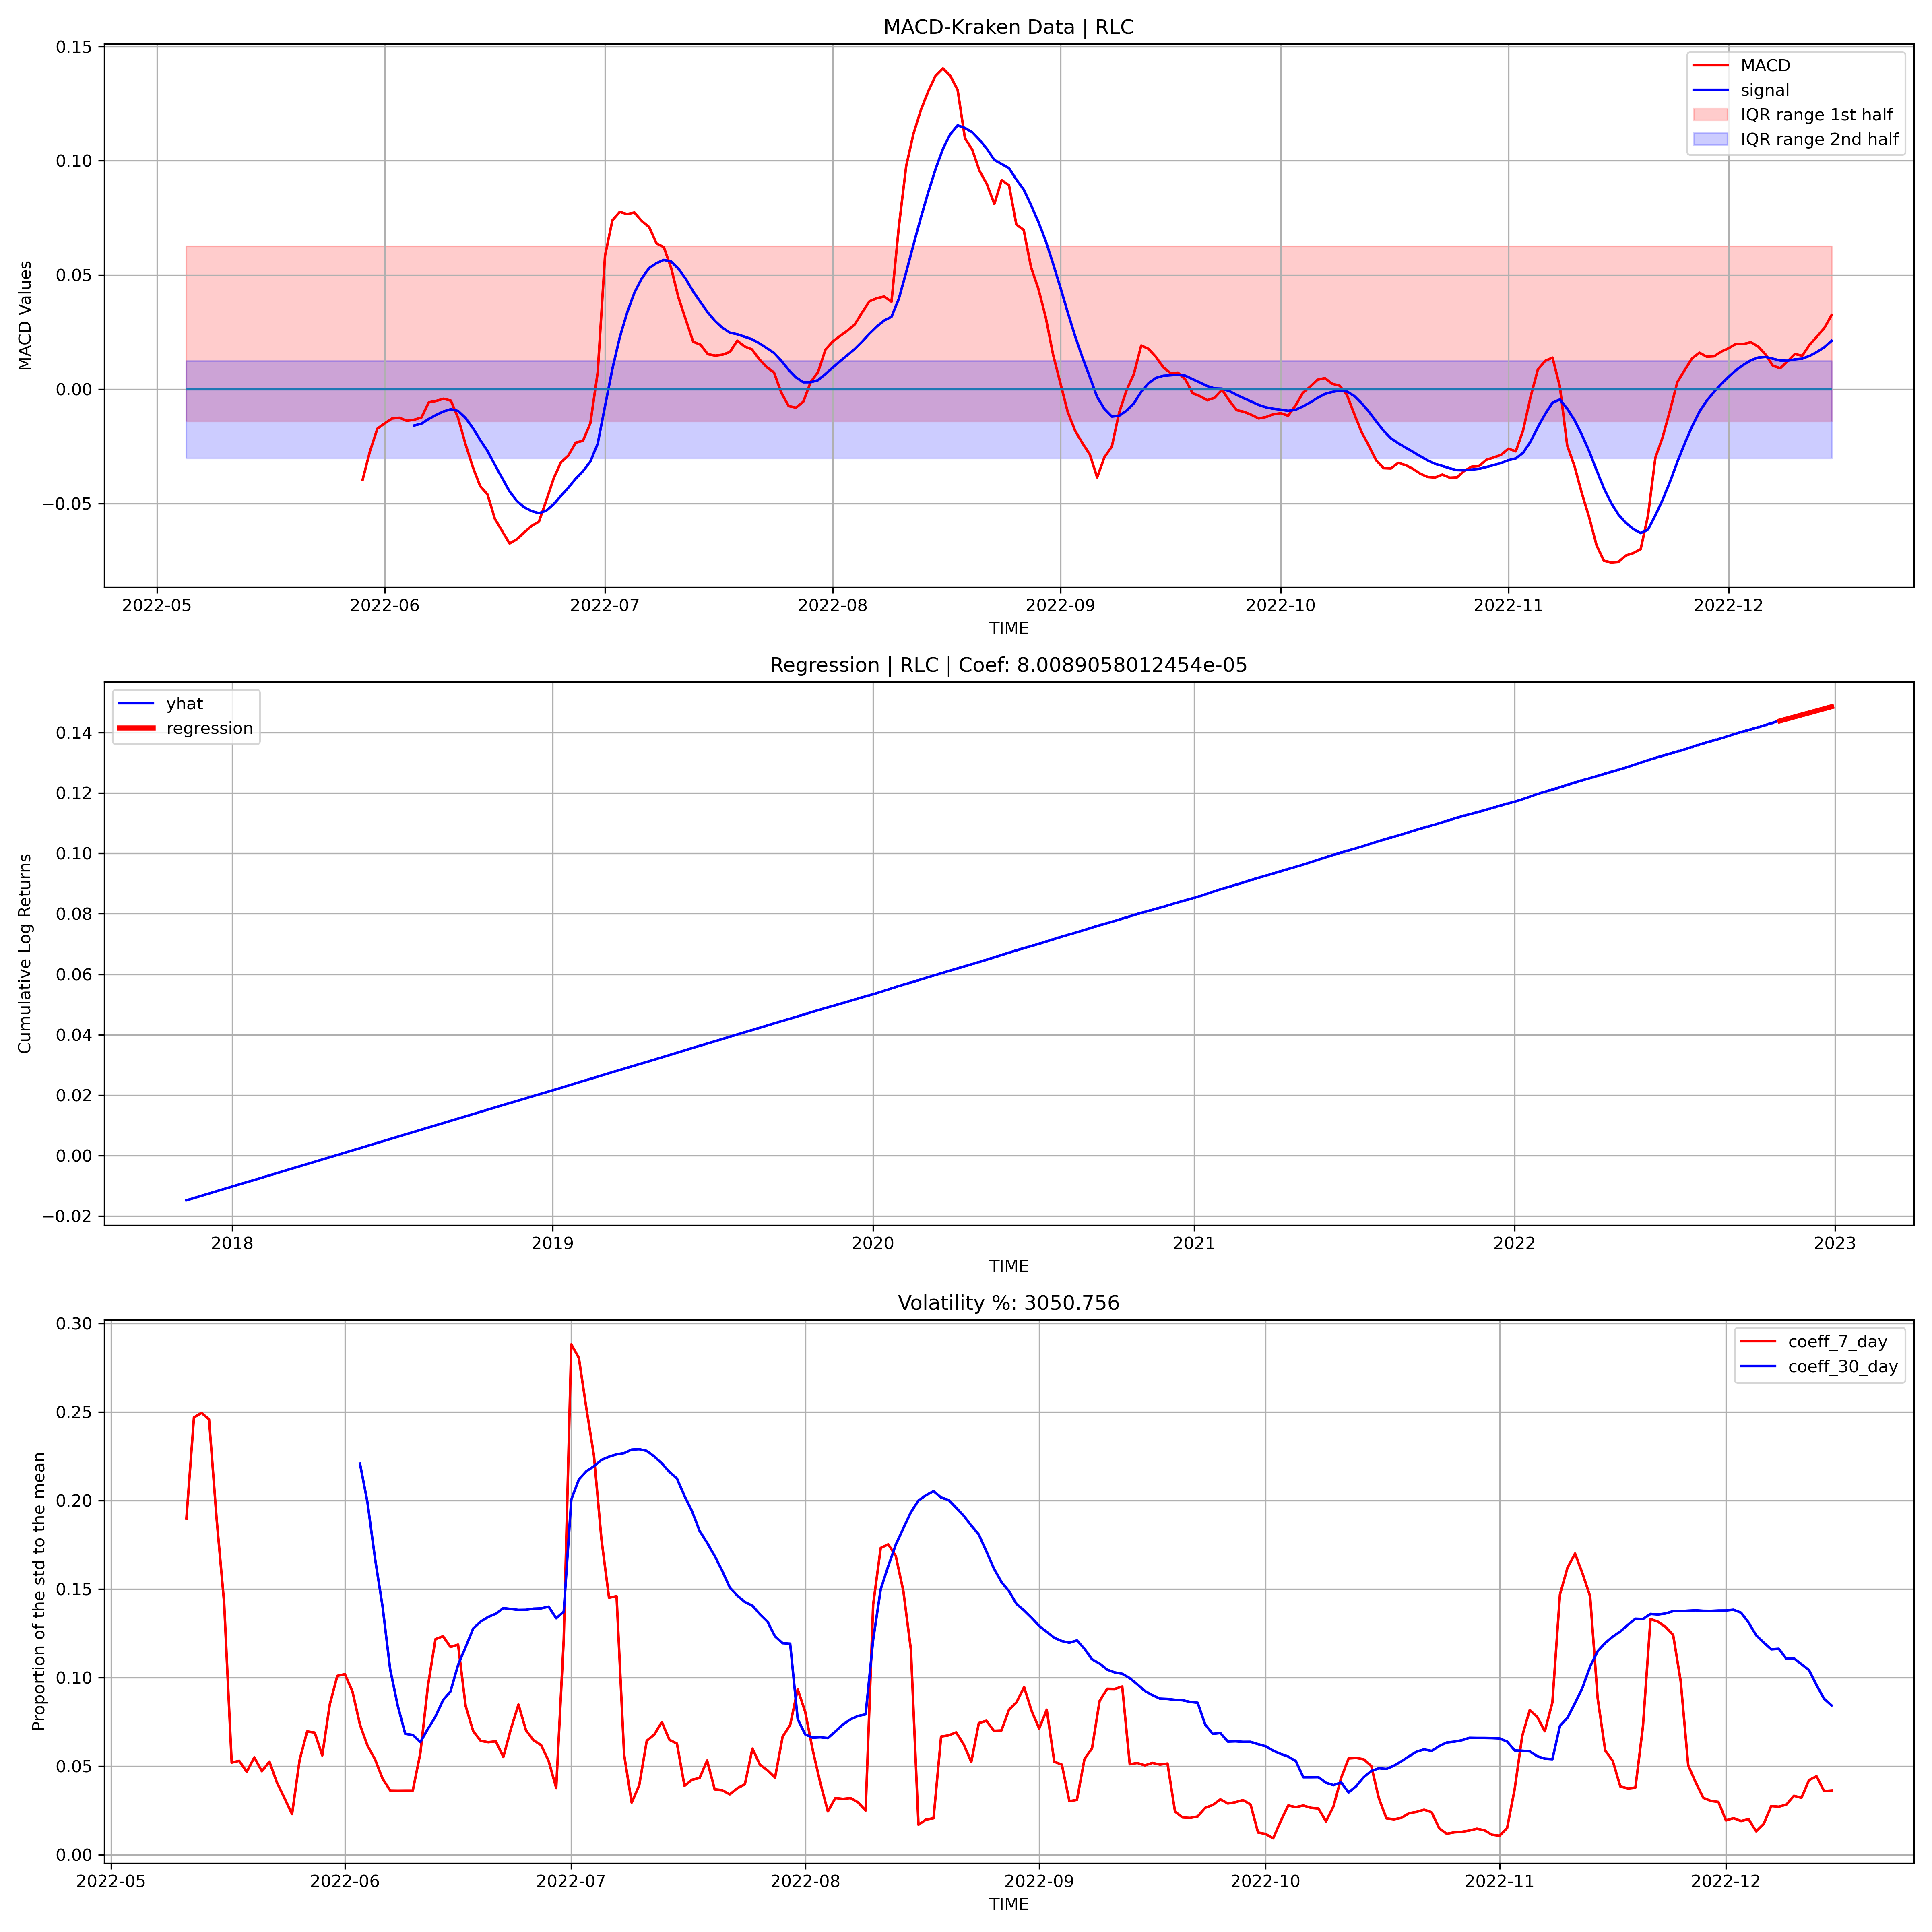 MACD-Kraken Data | RLC
0.15
0.10
0.05
0.00
−0.05
MACD Values
MACD
signal
IQR range 1st half
IQR range 2nd half
2022-05 2022-06 2022-07 2022-08 2022-09 2022-10 2022-11 2022-12
TIME
Regression | RLC | Coef: 8.0089058012454e-05
yhat
regression
0.14
0.12
0.10
0.08
0.06
0.04
0.02
0.00
−0.02
Cumulative Log Returns
2018 2019 2020 2021 2022 2023
TIME
Volatility %: 3050.756
0.30
0.25
0.20
0.15
0.10
0.05
0.00
Proportion of the std to the mean
coeff_7_day
coeff_30_day
2022-05 2022-06 2022-07 2022-08 2022-09 2022-10 2022-11 2022-12
TIME